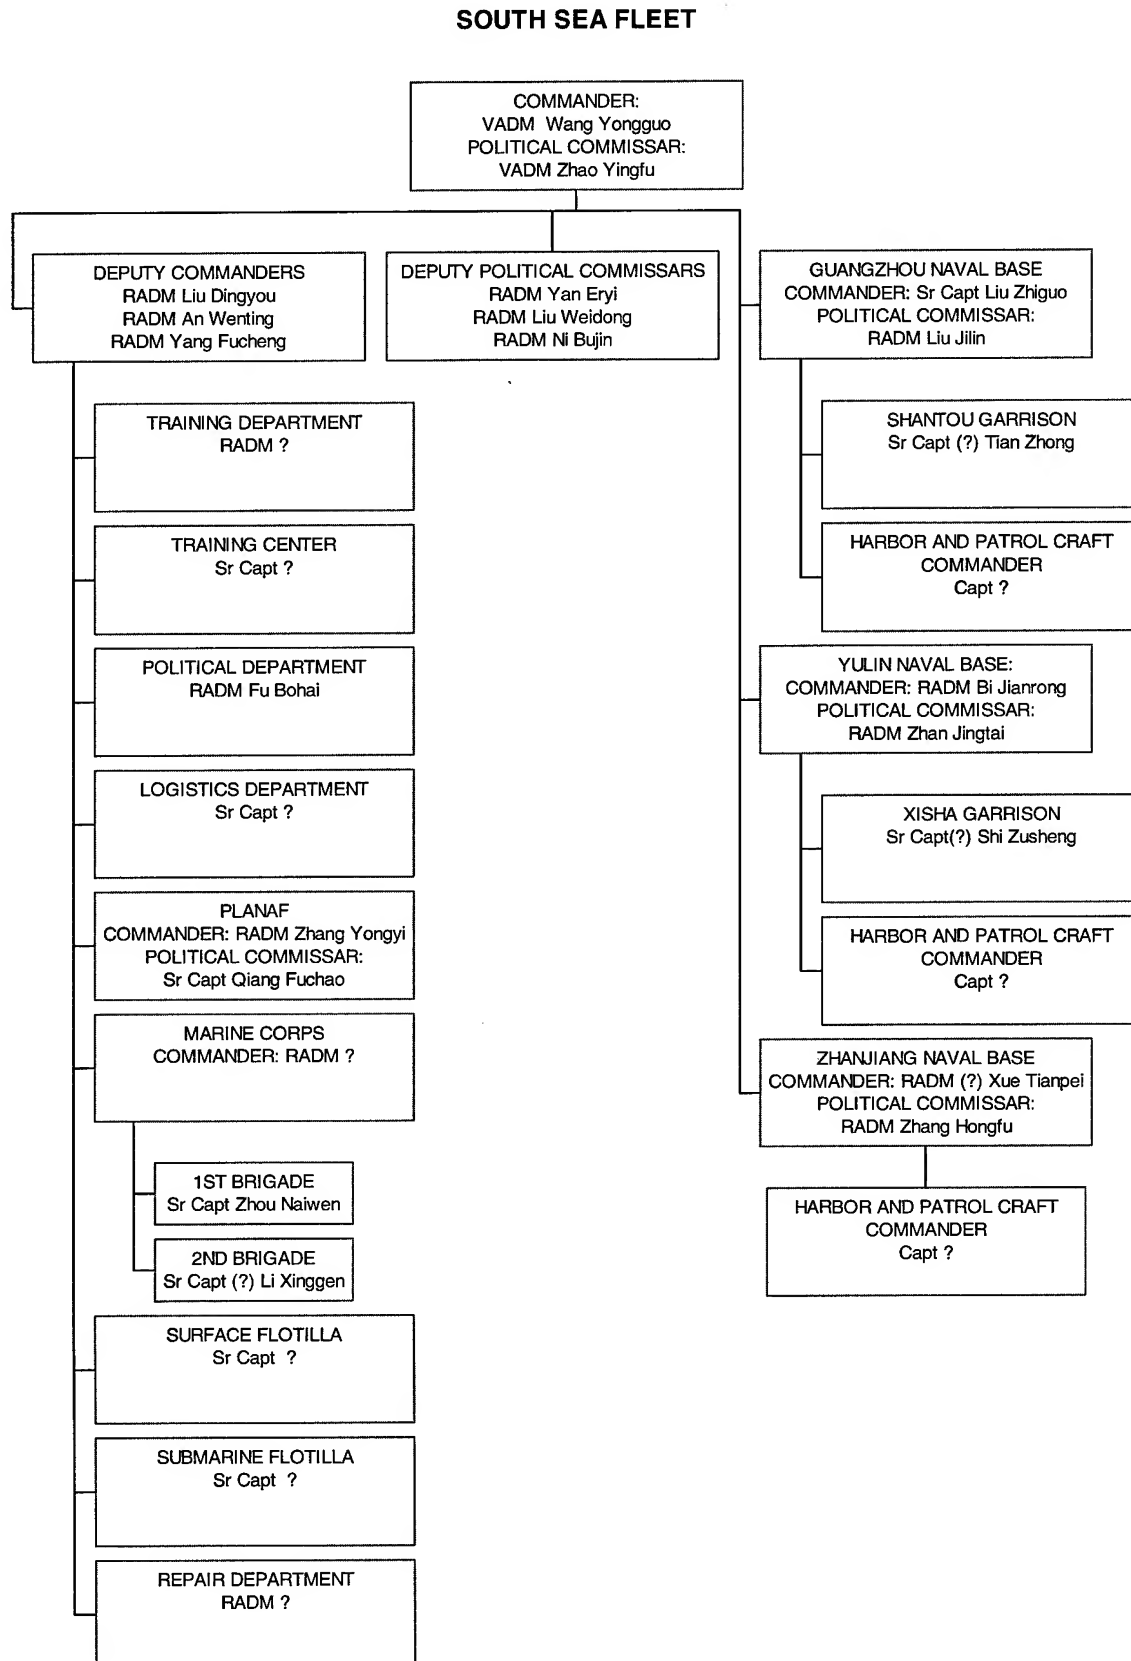 SOUTH SEA FLEET
COMMANDER:
VADM Wang Yongguo
POLITICAL COMMISSAR:
VADM Zhao Yingfu
DEPUTY COMMANDERS
RADM Liu Dingyou
RADM An Wenting
RADM Yang Fucheng
TRAINING DEPARTMENT
RADM ?
TRAINING CENTER
Sr Capt ?
POLITICAL DEPARTMENT
RADM Fu Bohai
LOGISTICS DEPARTMENT
Sr Capt ?
PLANAF
COMMANDER: RADM Zhang Yongyi
POLITICAL COMMISSAR:
Sr Capt Qiang Fuchao
MARINE CORPS
COMMANDER: RADM ?
1ST BRIGADE
Sr Capt Zhou Naiwen
2ND BRIGADE
Sr Capt (?) Li Xinggen
SURFACE FLOTILLA
Sr Capt ?
SUBMARINE FLOTILLA
Sr Capt ?
REPAIR DEPARTMENT
RADM ?
DEPUTY POLITICAL COMMISSARS
RADM Yan Eryi
RADM Liu Weidong
RADM Ni Bujin
GUANGZHOU NAVAL BASE
COMMANDER: Sr Capt Liu Zhiguo
POLITICAL COMMISSAR:
RADM Liu Jilin
SHANTOU GARRISON
Sr Capt (?) Tian Zhong
HARBOR AND PATROL CRAFT
COMMANDER
Capt ?
YULIN NAVAL BASE:
COMMANDER: RADM Bi Jianrong
POLITICAL COMMISSAR:
RADM Zhan Jingtai
XISHA GARRISON
Sr Capt(?) Shi Zusheng
HARBOR AND PATROL CRAFT
COMMANDER
Capt ?
ZHANJIANG NAVAL BASE
COMMANDER: RADM (?) Xue Tianpei
POLITICAL COMMISSAR:
RADM Zhang Hongfu
HARBOR AND PATROL CRAFT
COMMANDER
Capt ?